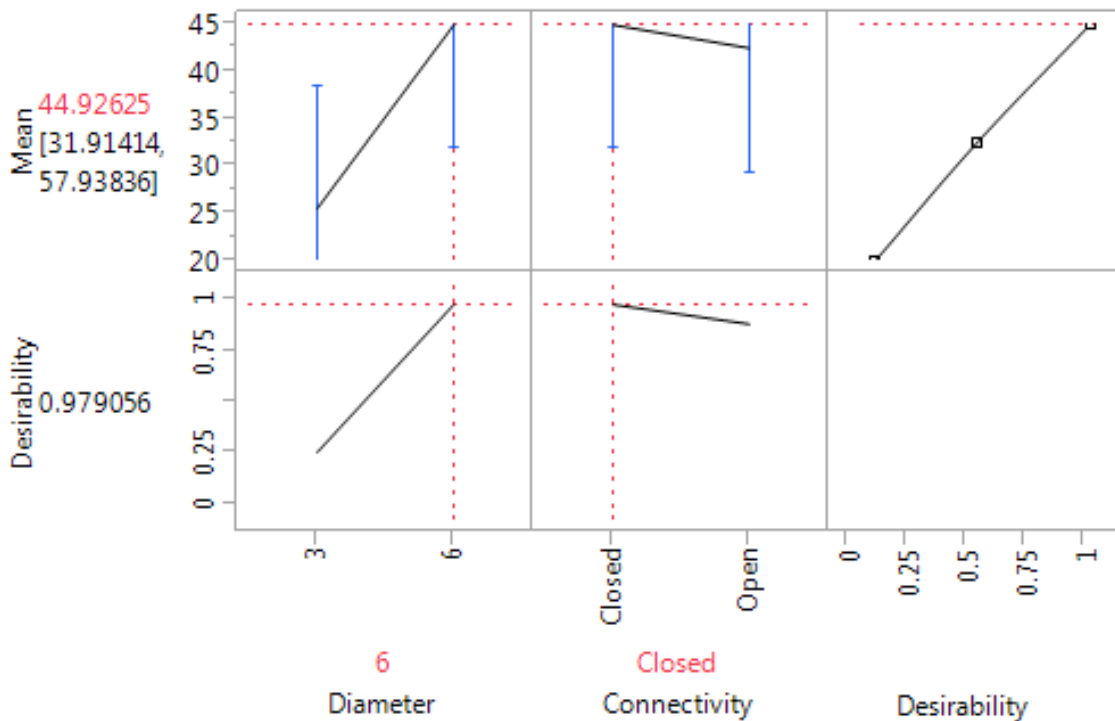 Mean
44.92625
[31.91414,
57.93836]
45
40
35
30
25
20
Desirability
0.979056
1
0.75
0.25
0
3
6
Closed
Open
0
0.25
0.5
0.75
1
6
Closed
Diameter
Connectivity
Desirability